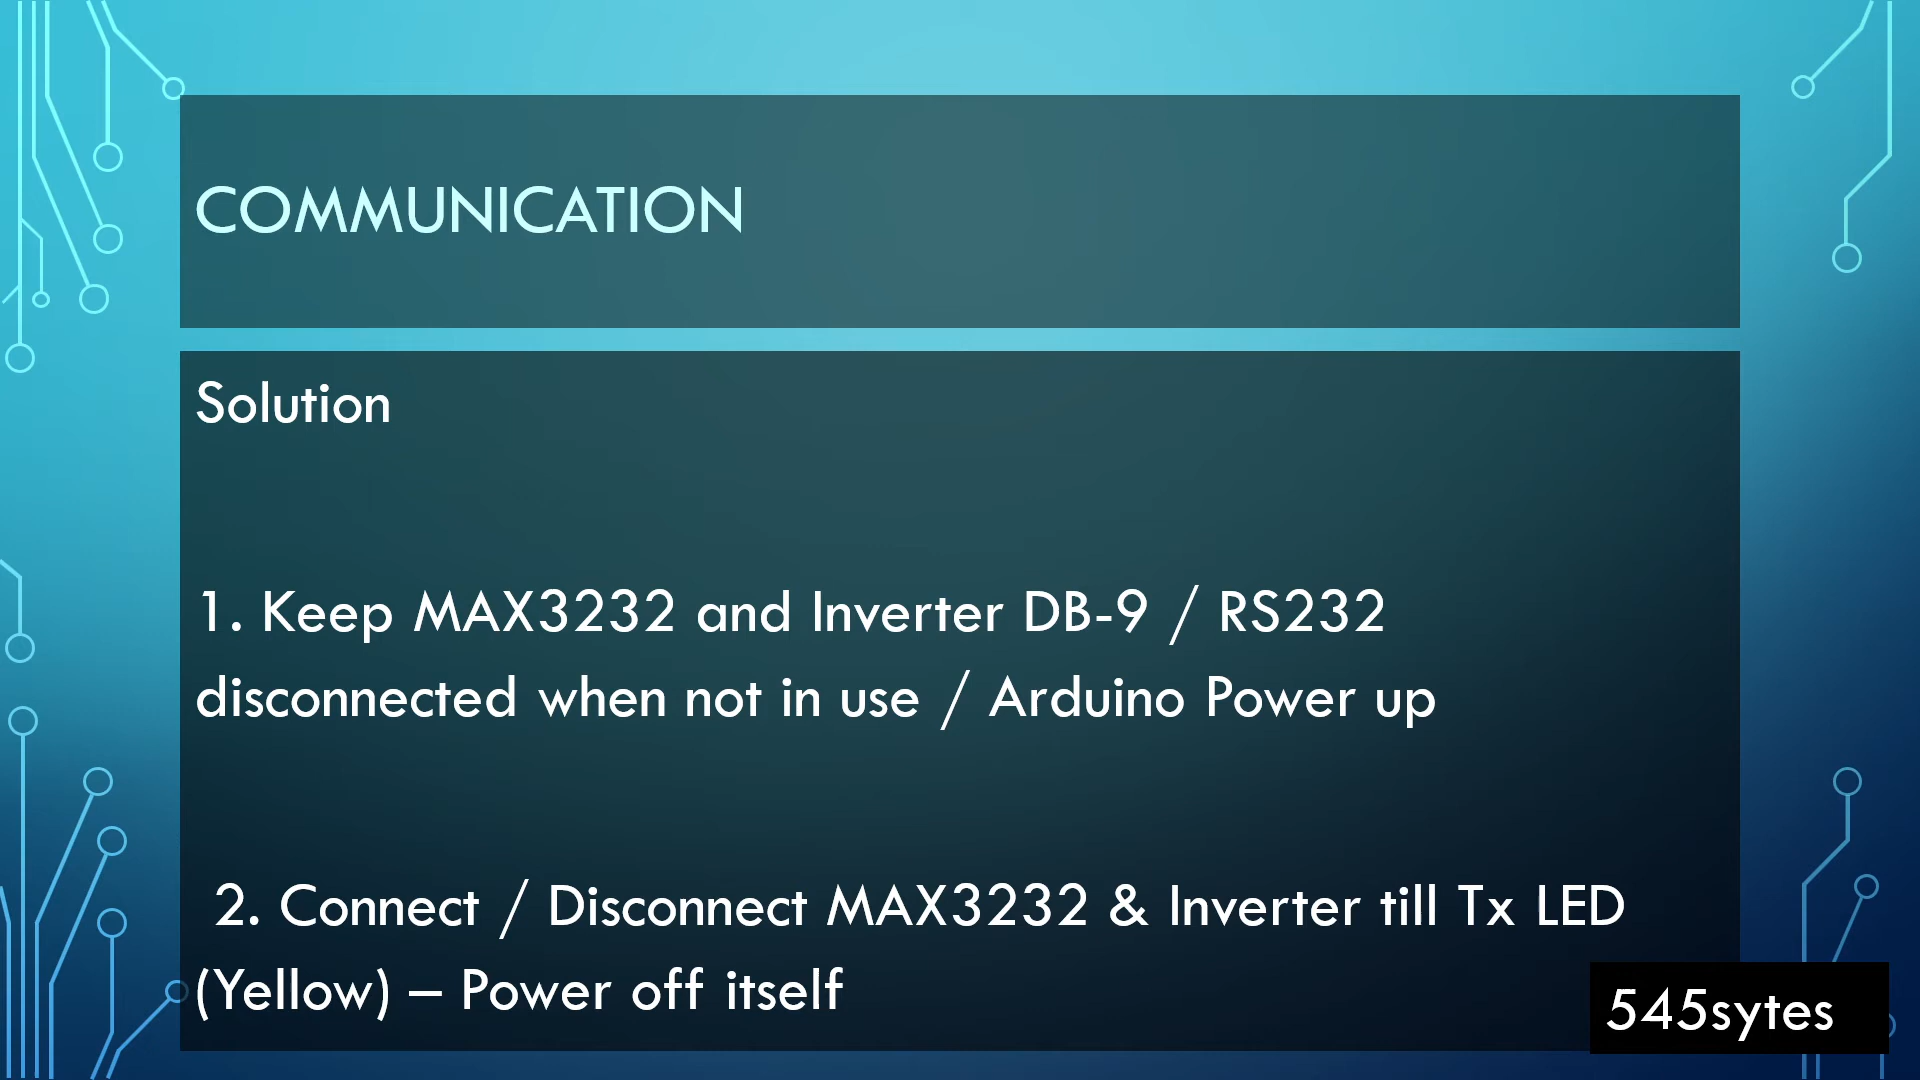 COMMUNICATION
Solution
1. Keep MAX3232 and Inverter DB-9 / RS232
disconnected when not in use / Arduino Power up
2. Connect / Disconnect MAX3232 & Inverter till Tx LED
(Yellow) – Power off itself
545sytes